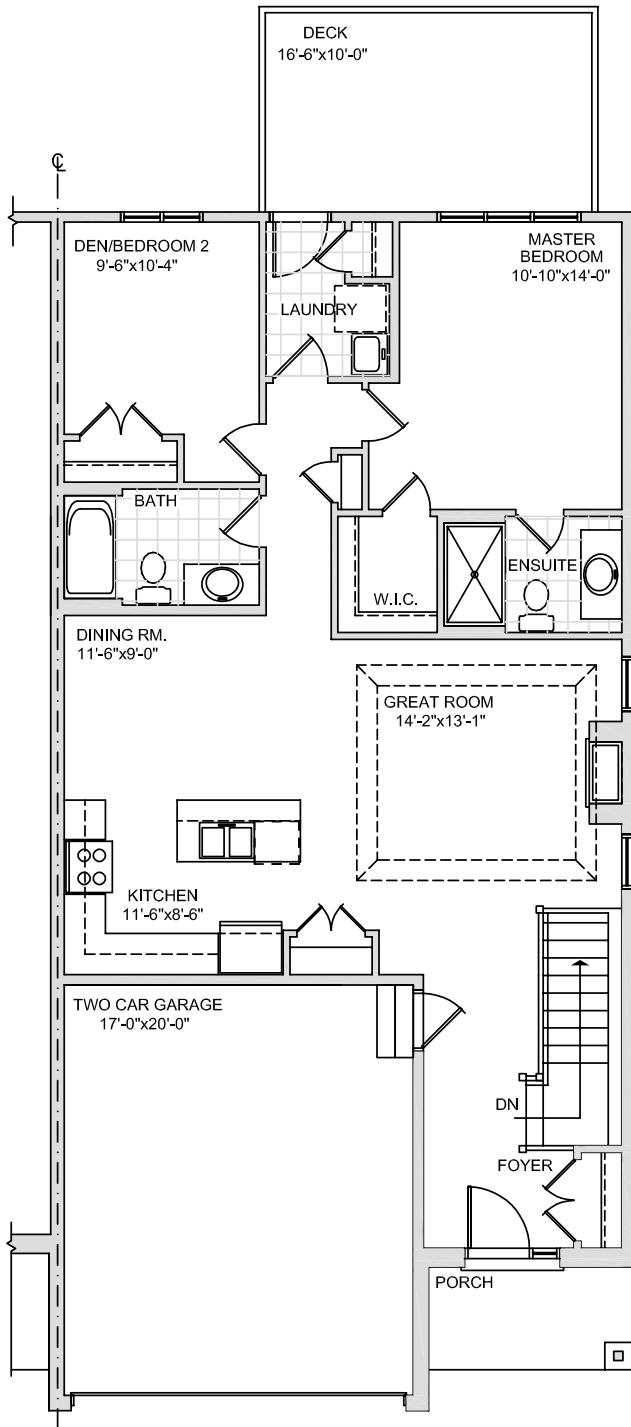 DECK
16'-6"x10'-0"
℄
DEN/BEDROOM 2
9'-6"x10'-4"
MASTER
BEDROOM
10'-10"x14'-0"
LAUNDRY
BATH
ENSUITE
W.I.C.
DINING RM.
11'-6"x9'-0"
GREAT ROOM
14'-2"x13'-1"
KITCHEN
11'-6"x8'-6"
TWO CAR GARAGE
17'-0"x20'-0"
DN
FOYER
PORCH